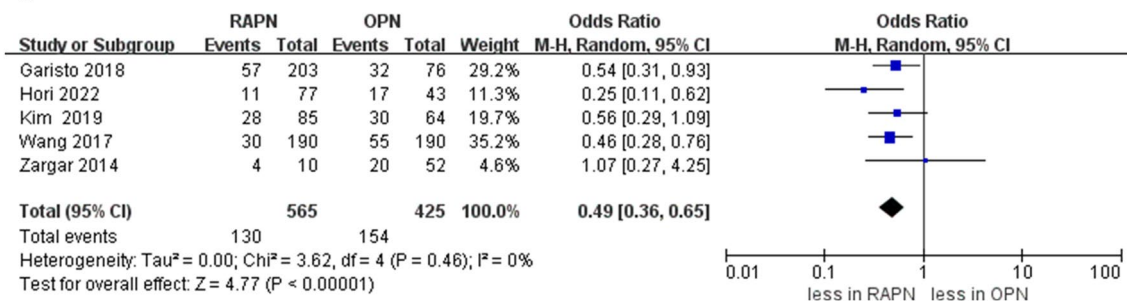 RAPN OPN Odds Ratio Odds Ratio
Study or Subgroup Events Total Events Total Weight M-H, Random, 95% CI M-H, Random, 95% CI
Garisto 2018 57 203 32 76 29.2% 0.54 [0.31, 0.93]
Hori 2022 11 77 17 43 11.3% 0.25 [0.11, 0.62]
Kim 2019 28 85 30 64 19.7% 0.56 [0.29, 1.09]
Wang 2017 30 190 55 190 35.2% 0.46 [0.28, 0.76]
Zargar 2014 4 10 20 52 4.6% 1.07 [0.27, 4.25]
Total (95% CI) 565 425 100.0% 0.49 [0.36, 0.65]
Total events 130 154
Heterogeneity: Tau² = 0.00; Chi² = 3.62, df = 4 (P = 0.46); I² = 0%
Test for overall effect: Z = 4.77 (P < 0.00001)
0.01 0.1 1 10 100
less in RAPN less in OPN